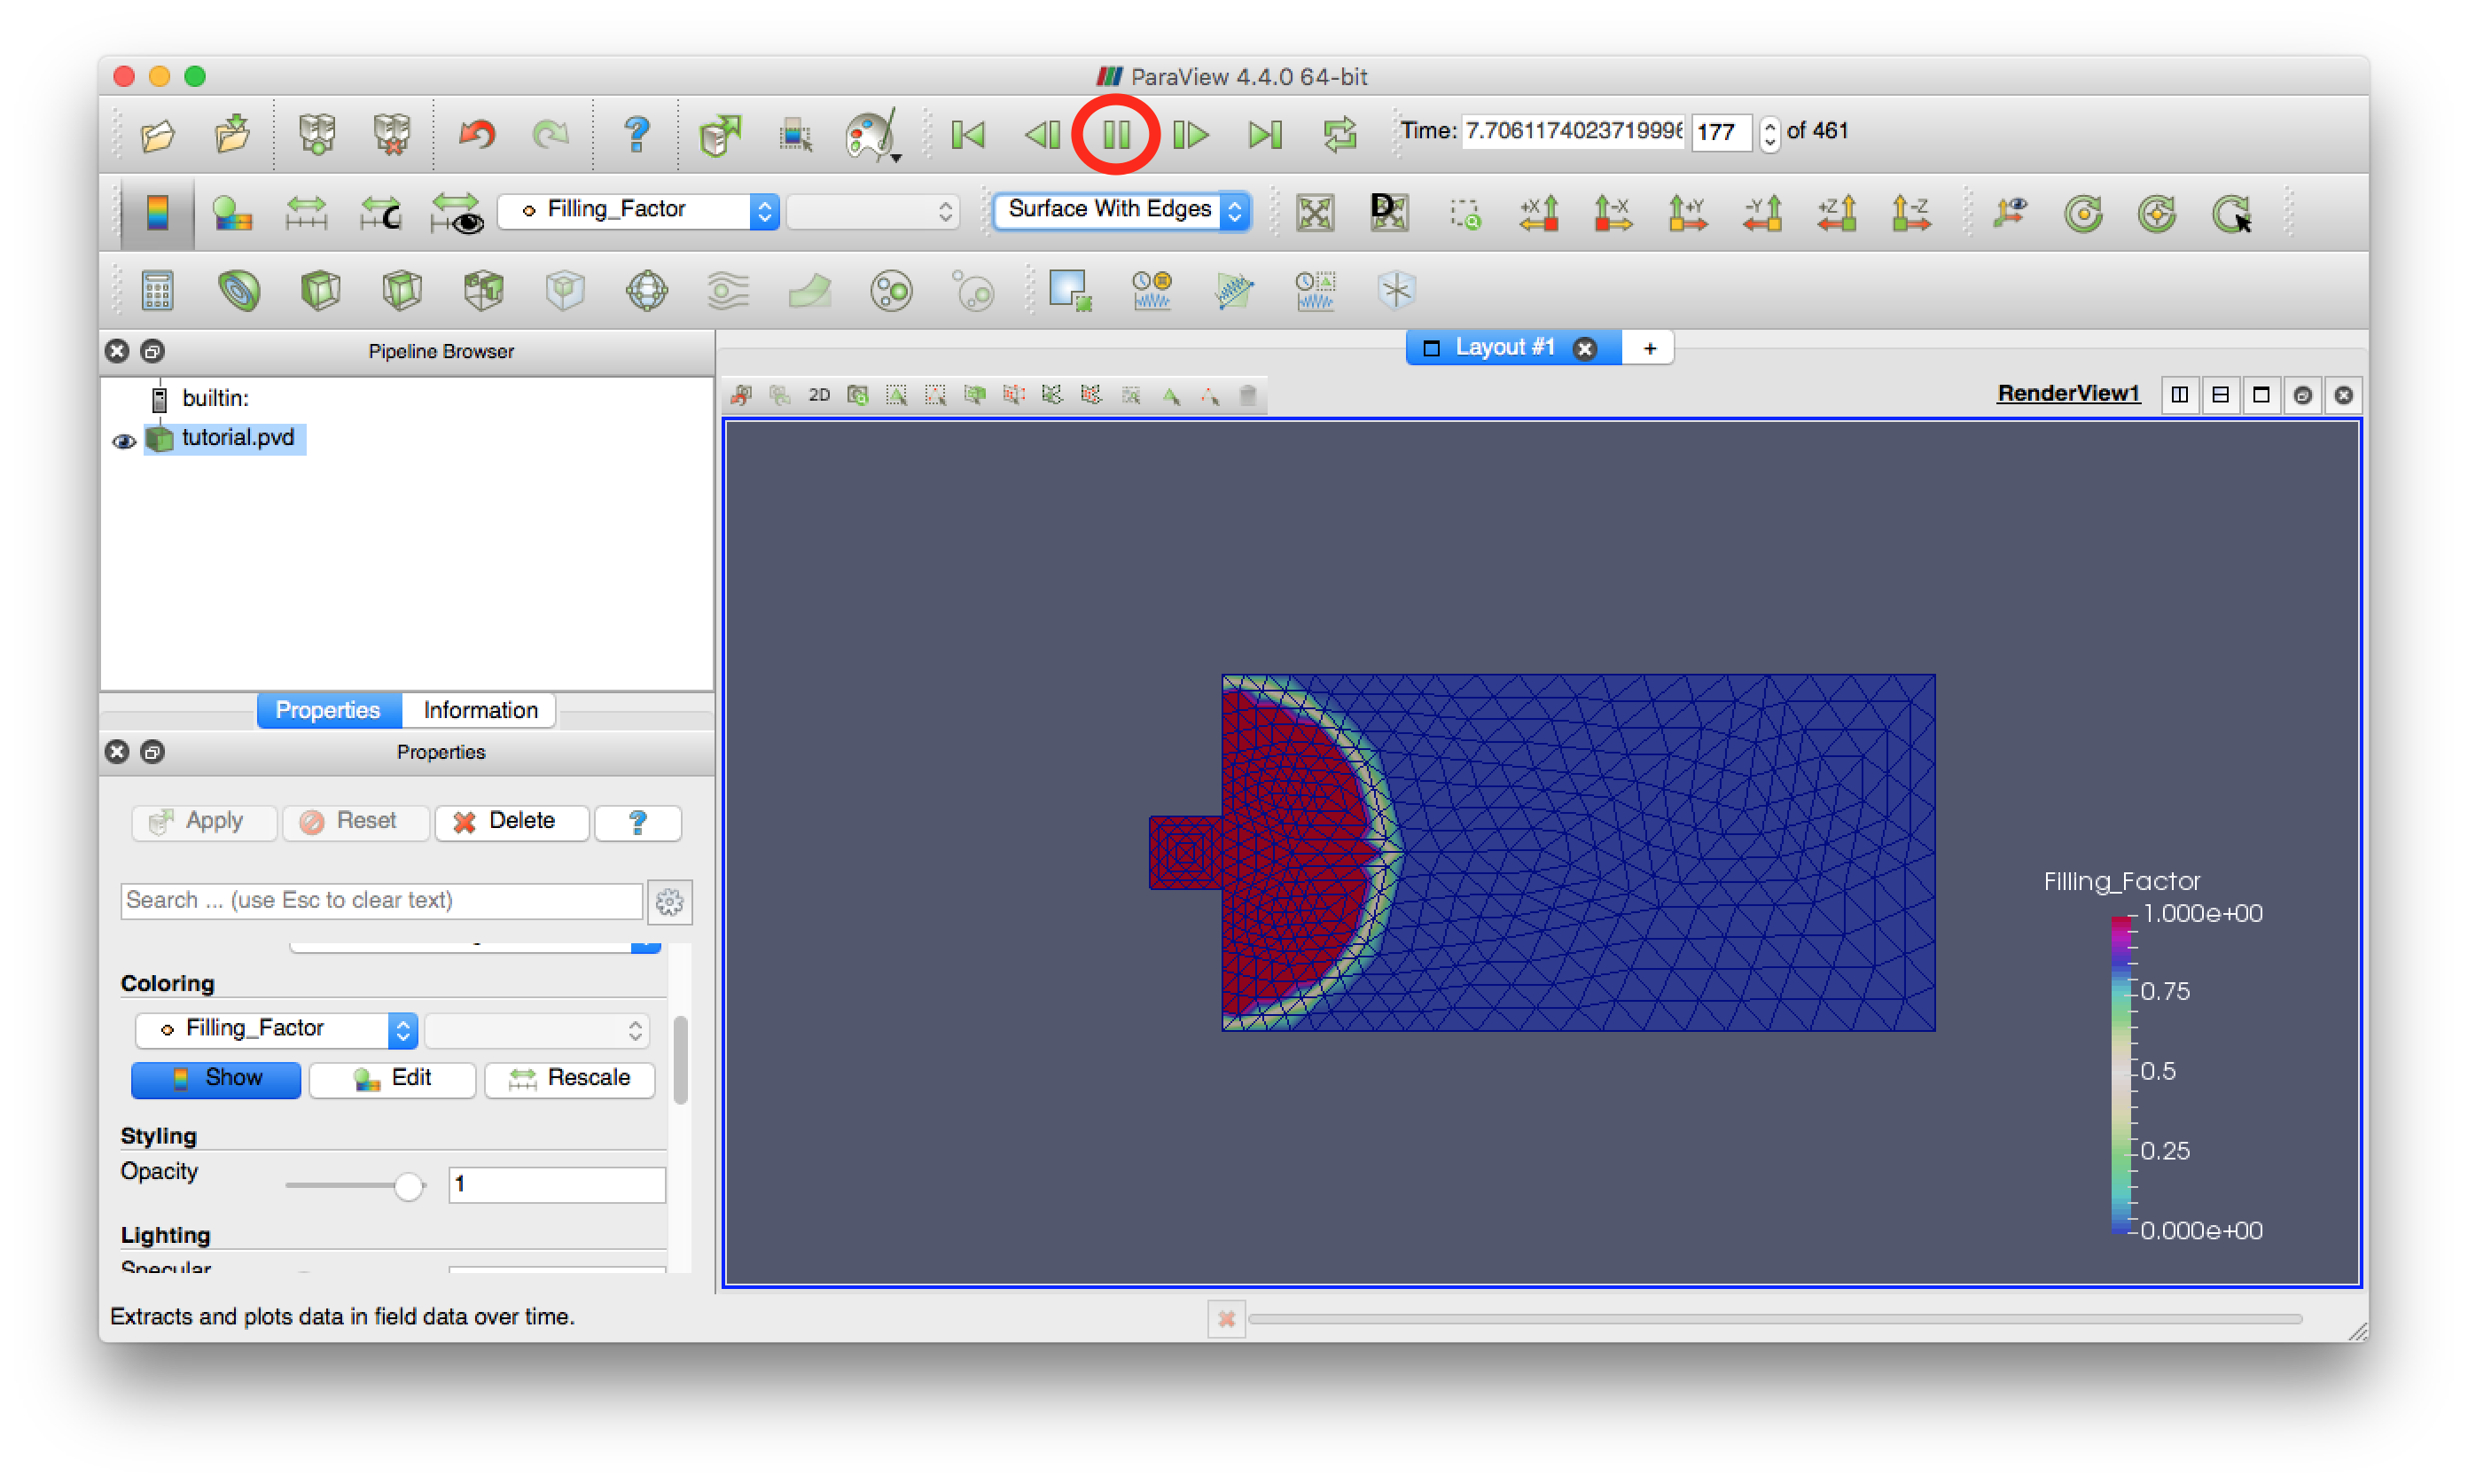 ParaView 4.4.0 64-bit
Time: 7.7061174023719996 177 of 461
Filling_Factor Surface With Edges +X -X +Y -Y +Z -Z
Pipeline Browser
Layout #1 +
builtin:
2D RenderView1
tutorial.pvd
Properties Information
Properties
Apply Reset Delete ?
Search ... (use Esc to clear text)
Coloring
Filling_Factor
Show Edit Rescale
Styling
Opacity 1
Lighting
Specular
Filling_Factor
1.000e+00
0.75
0.5
0.25
0.000e+00
Extracts and plots data in field data over time.